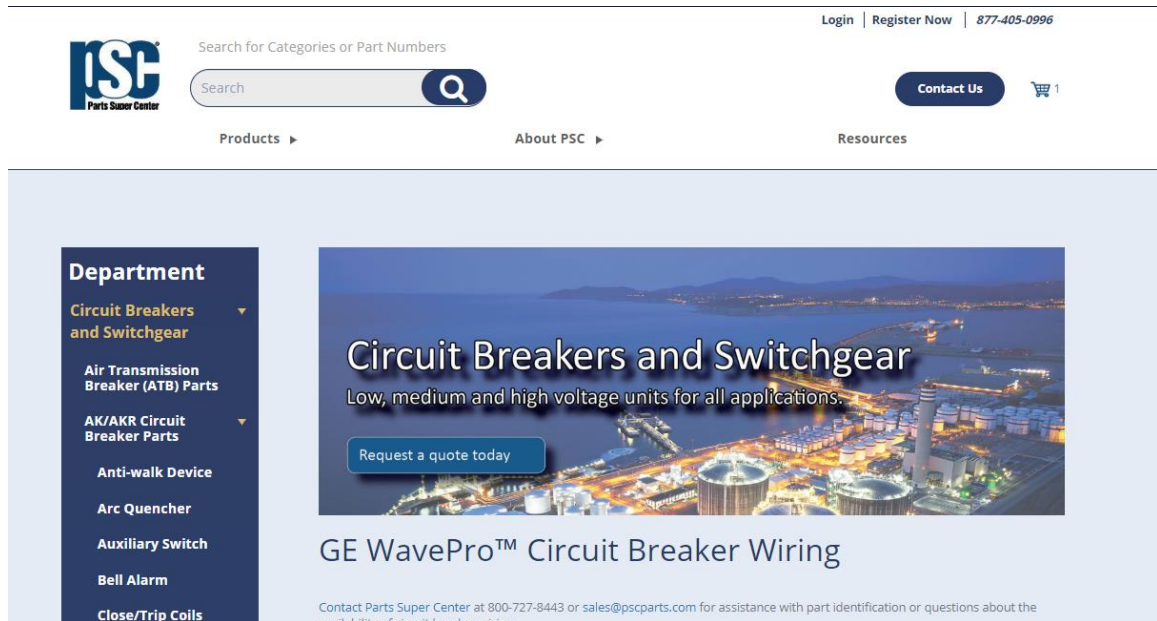 Login | Register Now | 877-405-0996
psc
Parts Super Center
Search for Categories or Part Numbers
Search
Contact Us
1
Products
About PSC
Resources
Department
Circuit Breakers
and Switchgear
Air Transmission
Breaker (ATB) Parts
AK/AKR Circuit
Breaker Parts
Anti-walk Device
Arc Quencher
Auxiliary Switch
Bell Alarm
Close/Trip Coils
Circuit Breakers and Switchgear
Low, medium and high voltage units for all applications.
Request a quote today
GE WavePro™ Circuit Breaker Wiring
Contact Parts Super Center at 800-727-8443 or sales@pscparts.com for assistance with part identification or questions about the